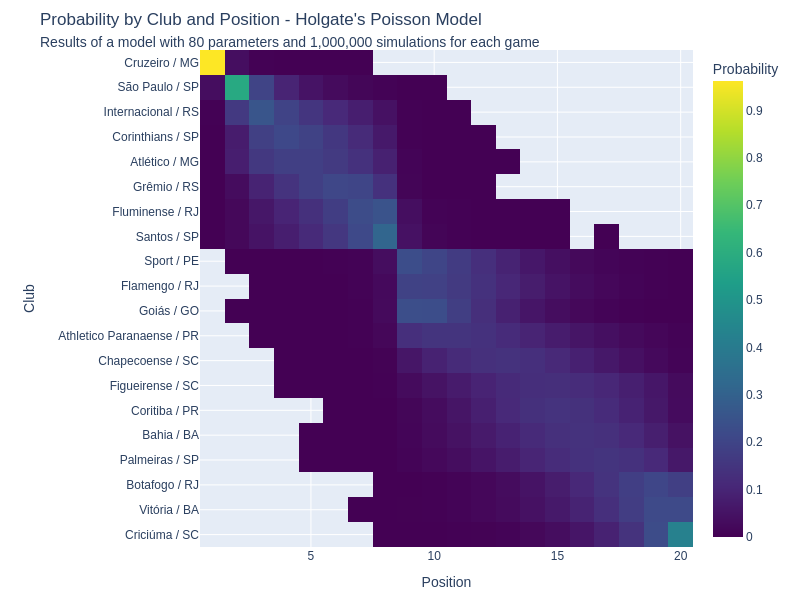 Probability by Club and Position - Holgate's Poisson Model
Results of a model with 80 parameters and 1,000,000 simulations for each game
Probability
Cruzeiro / MG
São Paulo / SP
Internacional / RS
Corinthians / SP
Atlético / MG
Grêmio / RS
Fluminense / RJ
Santos / SP
Sport / PE
Flamengo / RJ
Goiás / GO
Athletico Paranaense / PR
Chapecoense / SC
Figueirense / SC
Coritiba / PR
Bahia / BA
Palmeiras / SP
Botafogo / RJ
Vitória / BA
Criciúma / SC
Club
5
10
15
20
Position
0.9
0.8
0.7
0.6
0.5
0.4
0.3
0.2
0.1
0